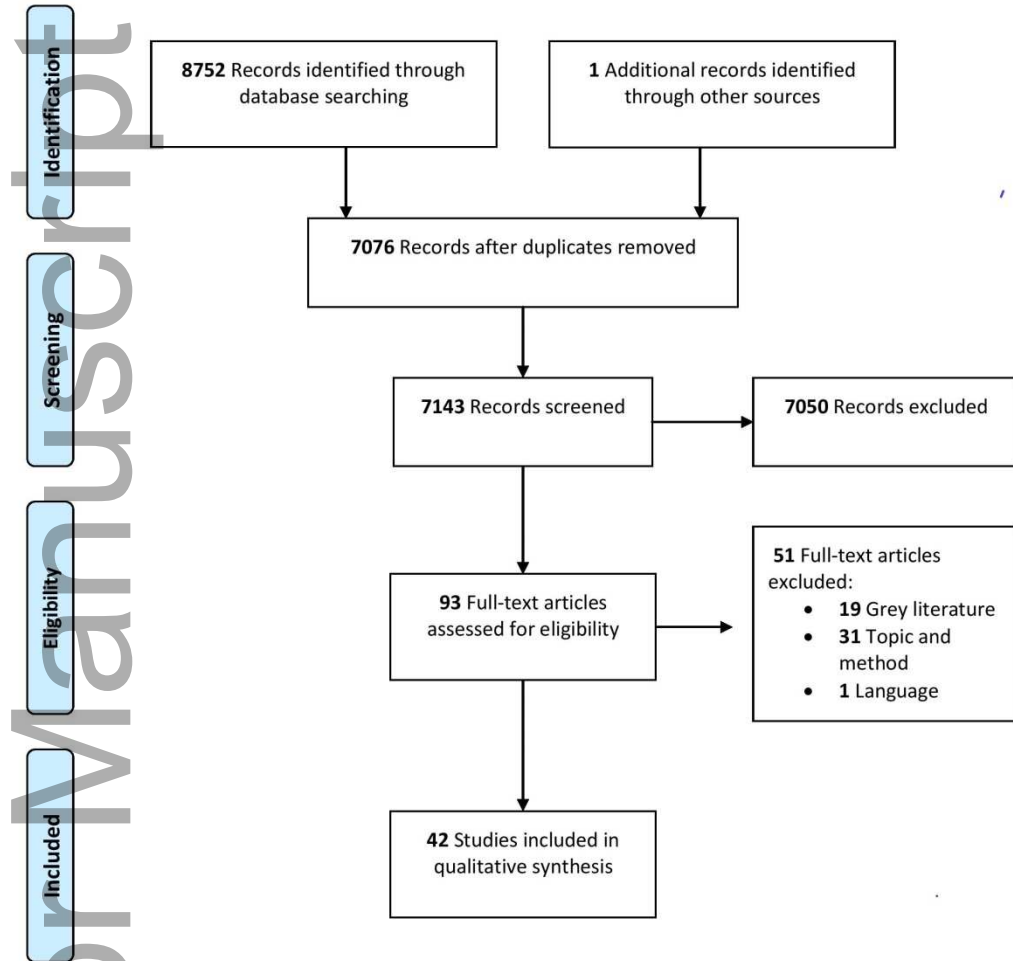 Identification
8752 Records identified through
database searching
1 Additional records identified
through other sources
7076 Records after duplicates removed
Screening
7143 Records screened
7050 Records excluded
Eligibility
93 Full-text articles
assessed for eligibility
51 Full-text articles
excluded:
• 19 Grey literature
• 31 Topic and
method
• 1 Language
Included
42 Studies included in
qualitative synthesis
r Manuscript